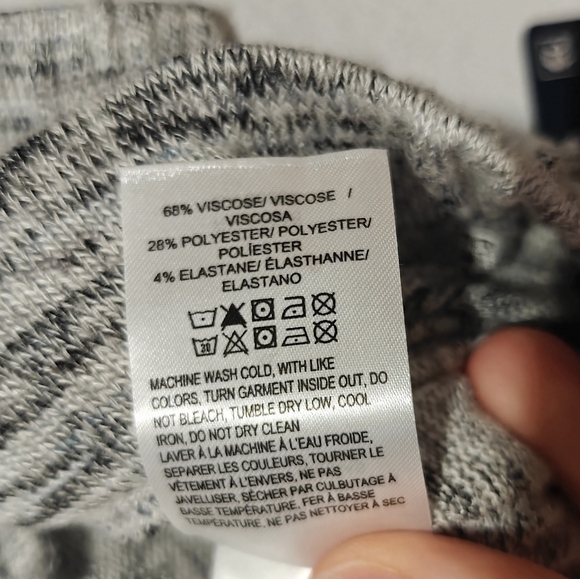 68% VISCOSE/ VISCOSE /
VISCOSA
28% POLYESTER/ POLYESTER/
POLÍESTER
4% ELASTANE/ ÉLASTHANNE/
ELASTANO
30
MACHINE WASH COLD, WITH LIKE
COLORS, TURN GARMENT INSIDE OUT, DO
NOT BLEACH, TUMBLE DRY LOW, COOL
IRON, DO NOT DRY CLEAN
LAVER À LA MACHINE À L'EAU FROIDE,
SÉPARER LES COULEURS, TOURNER LE
VÊTEMENT À L'ENVERS, NE PAS
JAVELLISER, SÉCHER PAR CULBUTAGE À
BASSE TEMPÉRATURE, FER À BASSE
TEMPÉRATURE, NE PAS NETTOYER À SEC